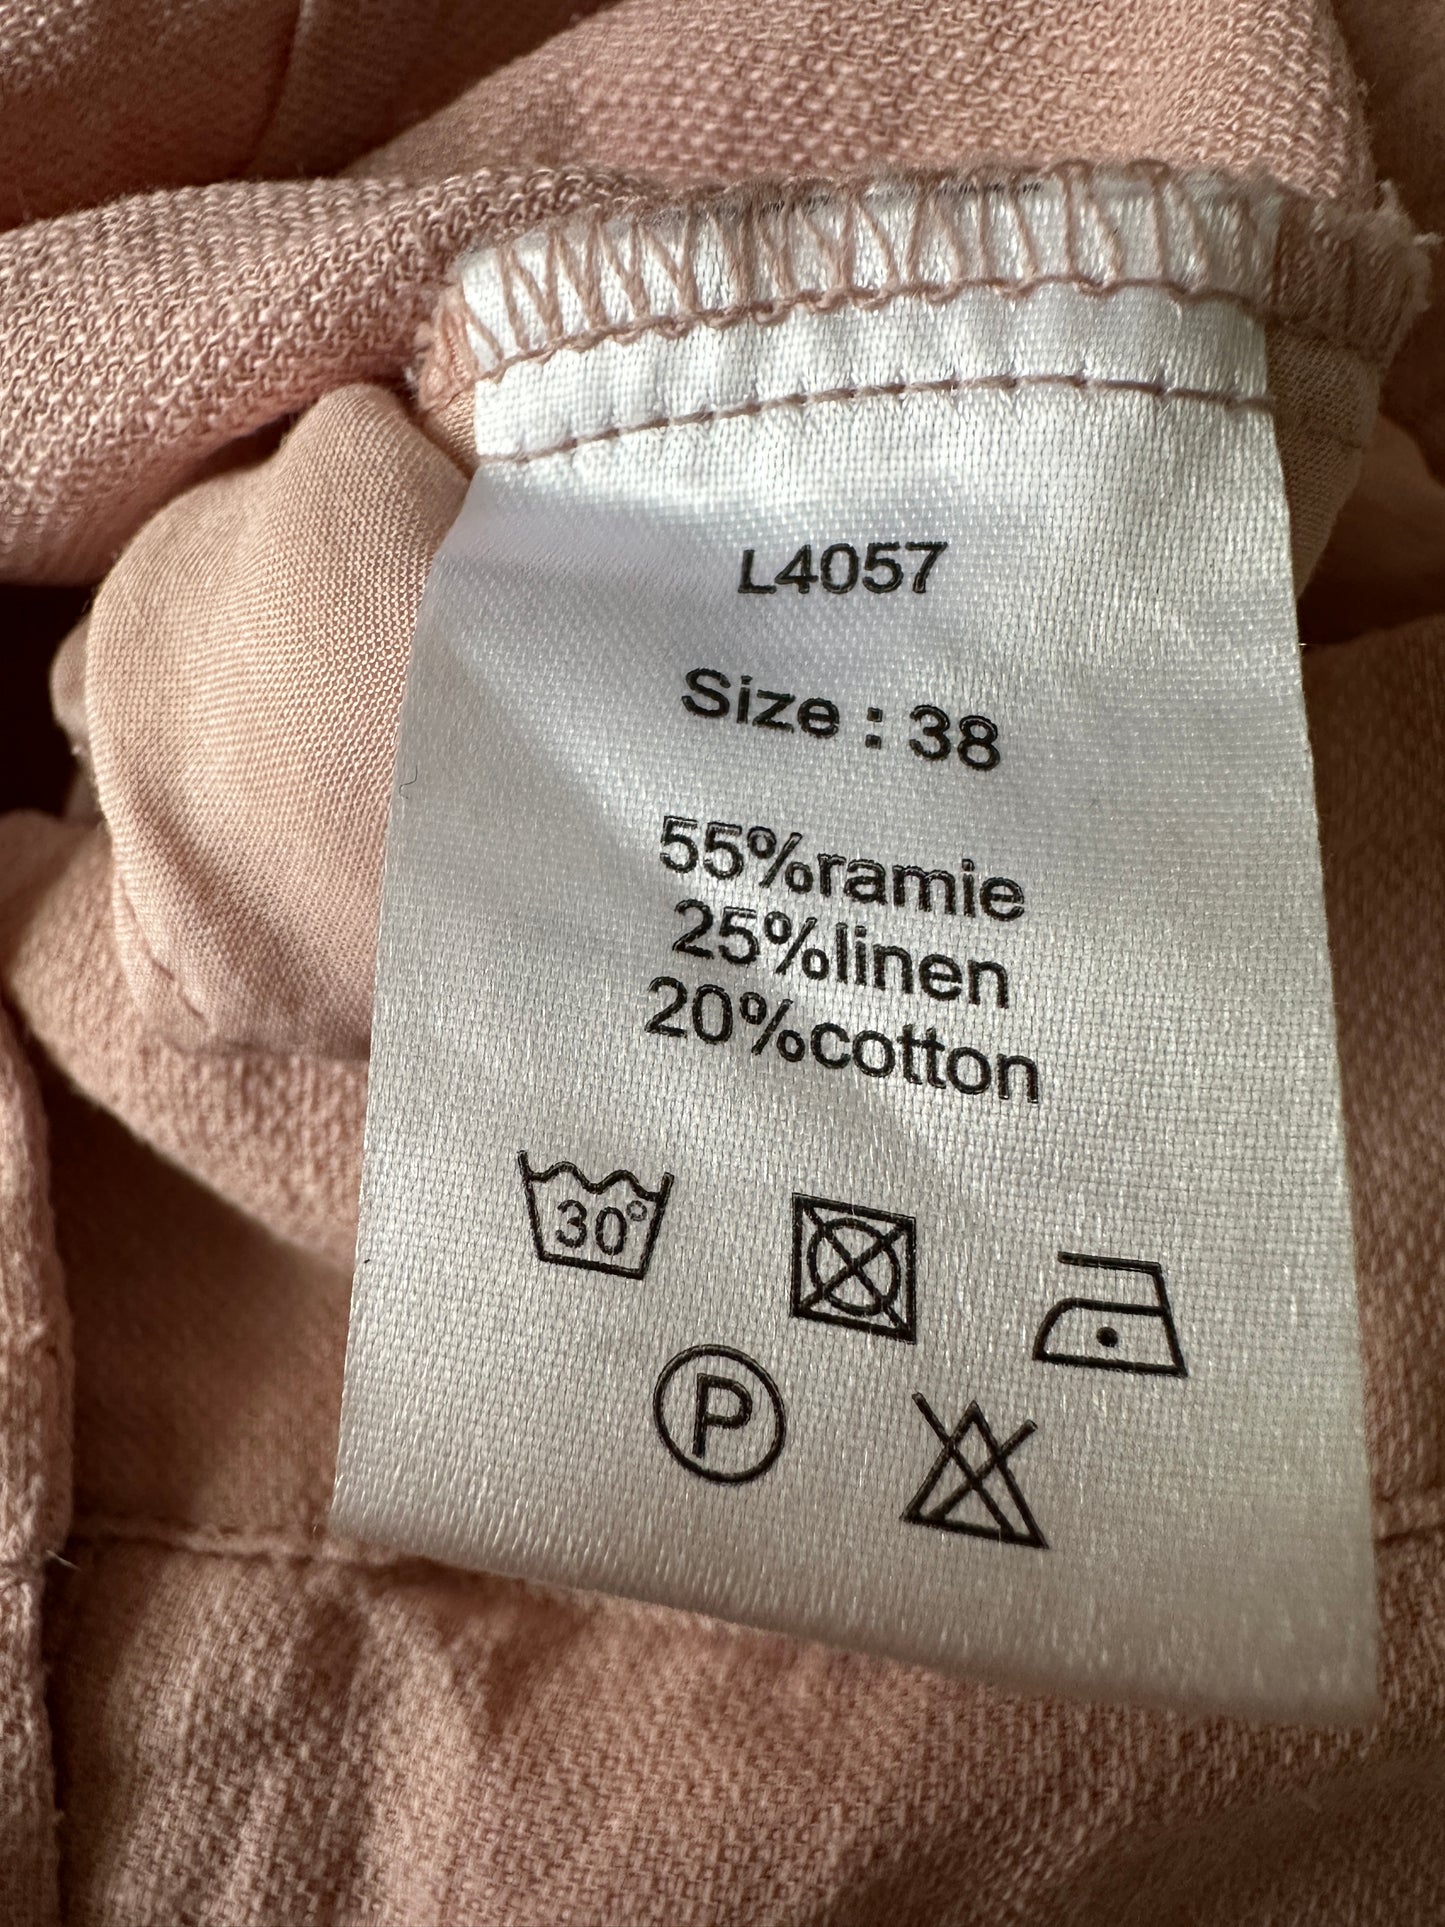 L4057
Size : 38
55%ramie
25%linen
20%cotton
30°
P